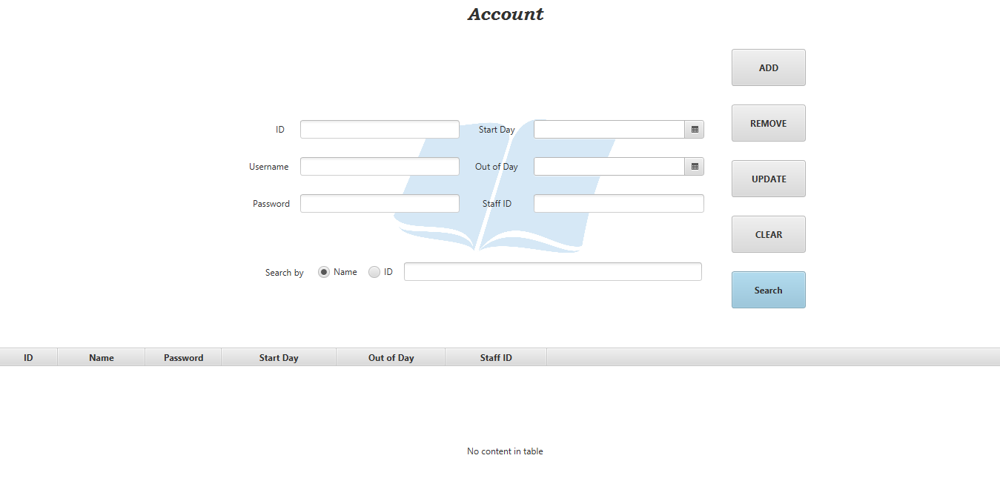 Account
ADD
REMOVE
ID Start Day
Username Out of Day
UPDATE
Password Staff ID
CLEAR
Search by Name ID
Search
ID Name Password Start Day Out of Day Staff ID
No content in table